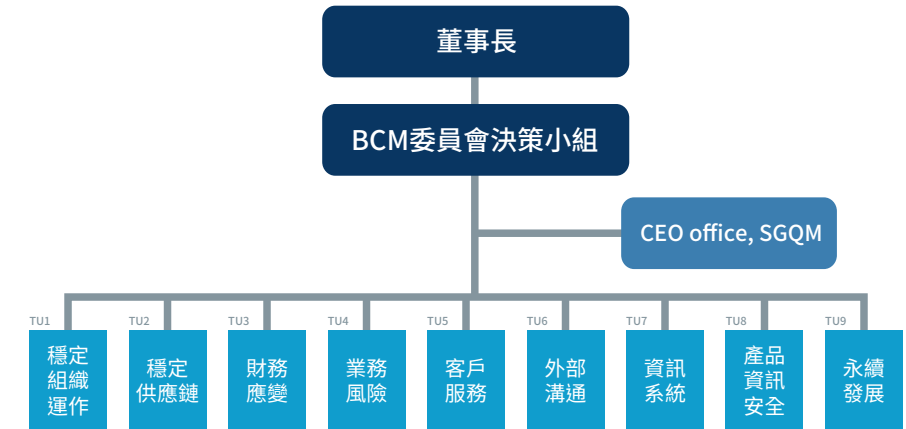 董事長
BCM委員會決策小組
CEO office, SGQM
TU1
穩定
組織
運作
TU2
穩定
供應鏈
TU3
財務
應變
TU4
業務
風險
TU5
客戶
服務
TU6
外部
溝通
TU7
資訊
系統
TU8
產品
資訊
安全
TU9
永續
發展